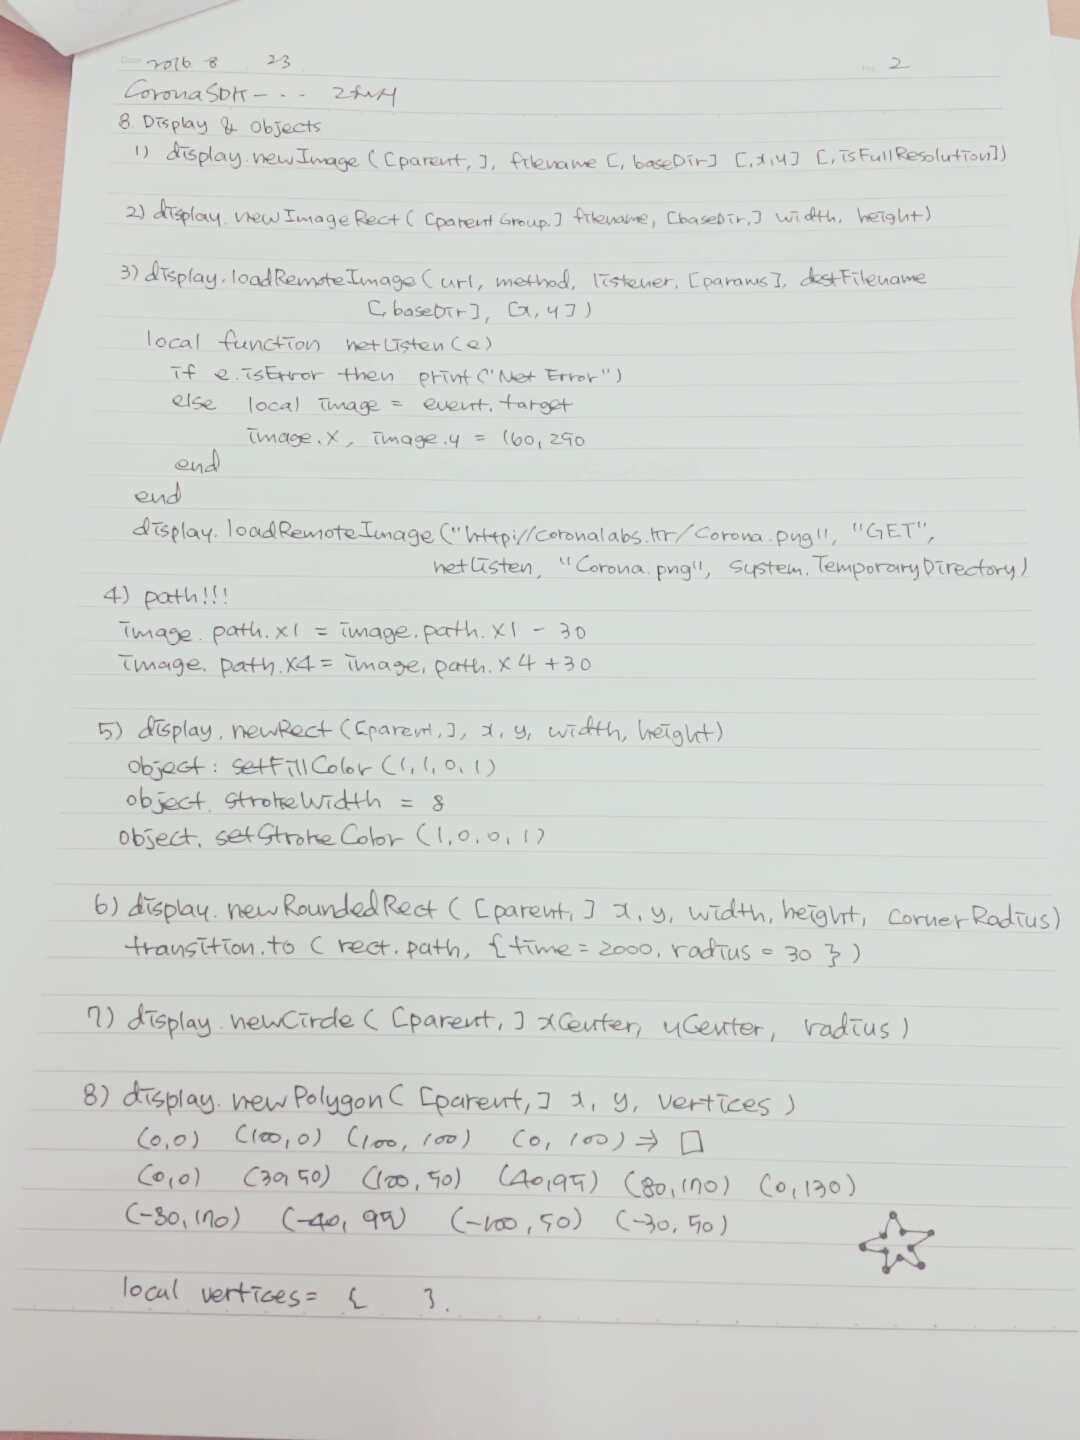 Date 2016 8 . 23 No. 2
CoronaSDK - - - 2주차
8. Display & Objects
1) display.newImage ( [parent,], filename [, baseDir] [,x,y] [, isFullResolution])
2) display.newImageRect ( [parentGroup,] filename, [baseDir,] width, height)
3) display.loadRemoteImage ( url, method, listener, [params], destFilename
[, baseDir], [x, y])
local function netListen (e)
if e.isError then print ("Net Error")
else local image = event.target
image.x, image.y = 160, 290
end
end
display.loadRemoteImage ("http://coronalabs.kr/Corona.png", "GET",
netListen, "Corona.png", system.TemporaryDirectory)
4) path!!!
image.path.x1 = image.path.x1 - 30
image.path.x4 = image.path.x4 + 30
5) display.newRect ([parent,], x, y, width, height)
object : setFillColor (1, 1, 0, 1)
object.strokeWidth = 8
object.setStrokeColor (1, 0, 0, 1)
6) display.newRoundedRect ( [parent,] x, y, width, height, cornerRadius)
transition.to ( rect.path, {time = 2000, radius = 30 } )
7) display.newCircle ( [parent,] xCenter, yCenter, radius)
8) display.newPolygon ( [parent,] x, y, vertices )
(0,0) (100,0) (100,100) (0,100) ⇒ □
(0,0) (30,50) (100,50) (40,95) (80,170) (0,130)
(-80,170) (-40,95) (-100,50) (-30,50)
local vertices = { }.